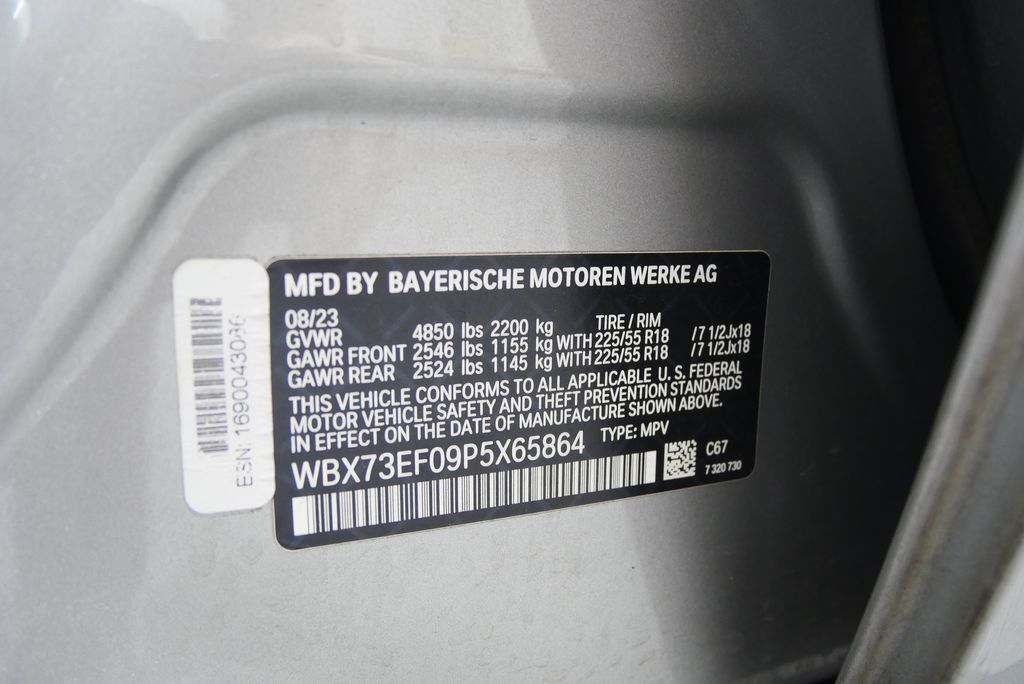 MFD BY BAYERISCHE MOTOREN WERKE AG
08/23 TIRE / RIM
GVWR 4850 lbs 2200 kg
GAWR FRONT 2546 lbs 1155 kg WITH 225/55 R18 /7 1/2Jx18
GAWR REAR 2524 lbs 1145 kg WITH 225/55 R18 /7 1/2Jx18
THIS VEHICLE CONFORMS TO ALL APPLICABLE U. S. FEDERAL
MOTOR VEHICLE SAFETY AND THEFT PREVENTION STANDARDS
IN EFFECT ON THE DATE OF MANUFACTURE SHOWN ABOVE.
WBX73EF09P5X65864 TYPE: MPV
C67
7 320 730
ESN: 1690043086